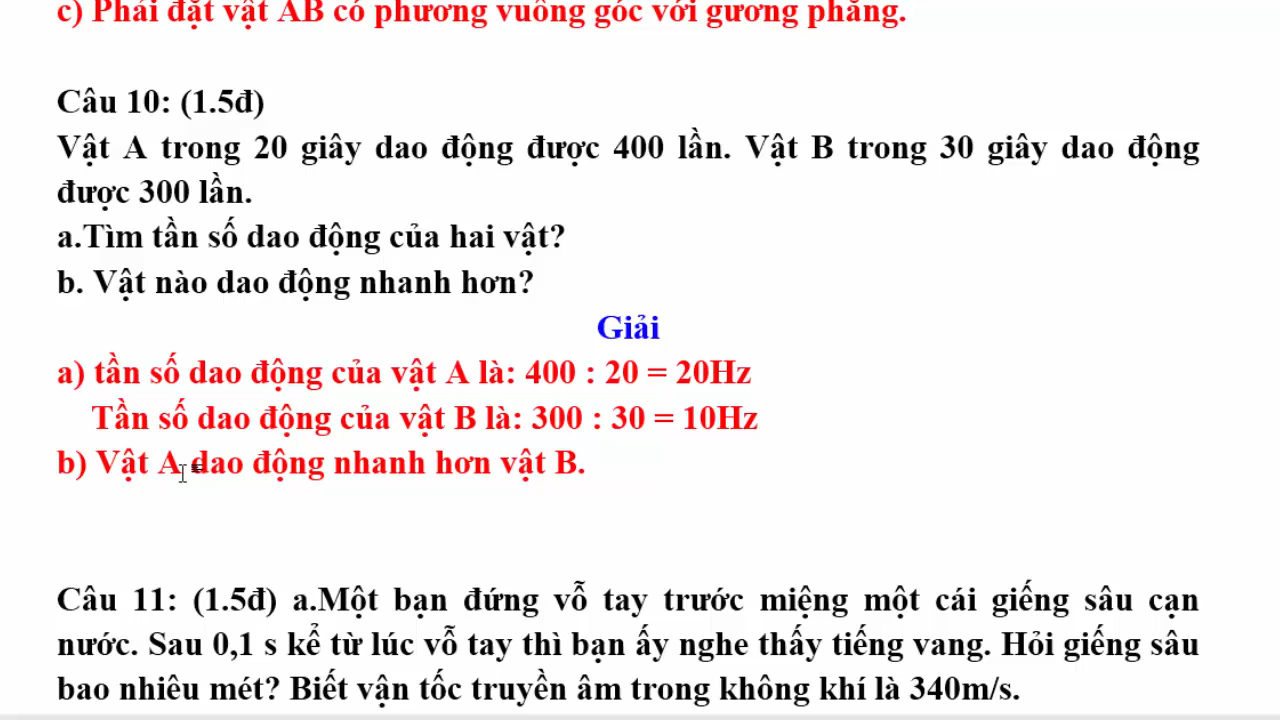 c) Phải đặt vật AB có phương vuông góc với gương phẳng.
Câu 10: (1.5đ)
Vật A trong 20 giây dao động được 400 lần. Vật B trong 30 giây dao động
được 300 lần.
a.Tìm tần số dao động của hai vật?
b. Vật nào dao động nhanh hơn?
Giải
a) tần số dao động của vật A là: 400 : 20 = 20Hz
Tần số dao động của vật B là: 300 : 30 = 10Hz
b) Vật A dao động nhanh hơn vật B.
Câu 11: (1.5đ) a.Một bạn đứng vỗ tay trước miệng một cái giếng sâu cạn
nước. Sau 0,1 s kể từ lúc vỗ tay thì bạn ấy nghe thấy tiếng vang. Hỏi giếng sâu
bao nhiêu mét? Biết vận tốc truyền âm trong không khí là 340m/s.